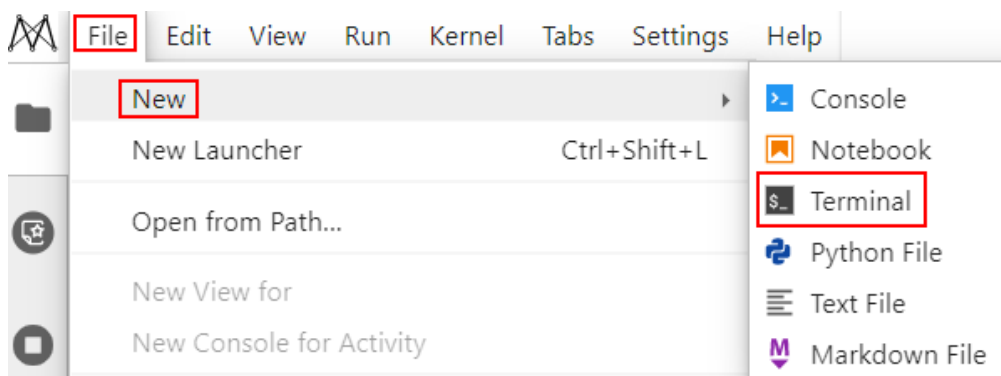 File Edit View Run Kernel Tabs Settings Help
New
New Launcher Ctrl+Shift+L
Open from Path...
New View for
New Console for Activity
Console
Notebook
$_ Terminal
Python File
Text File
M Markdown File